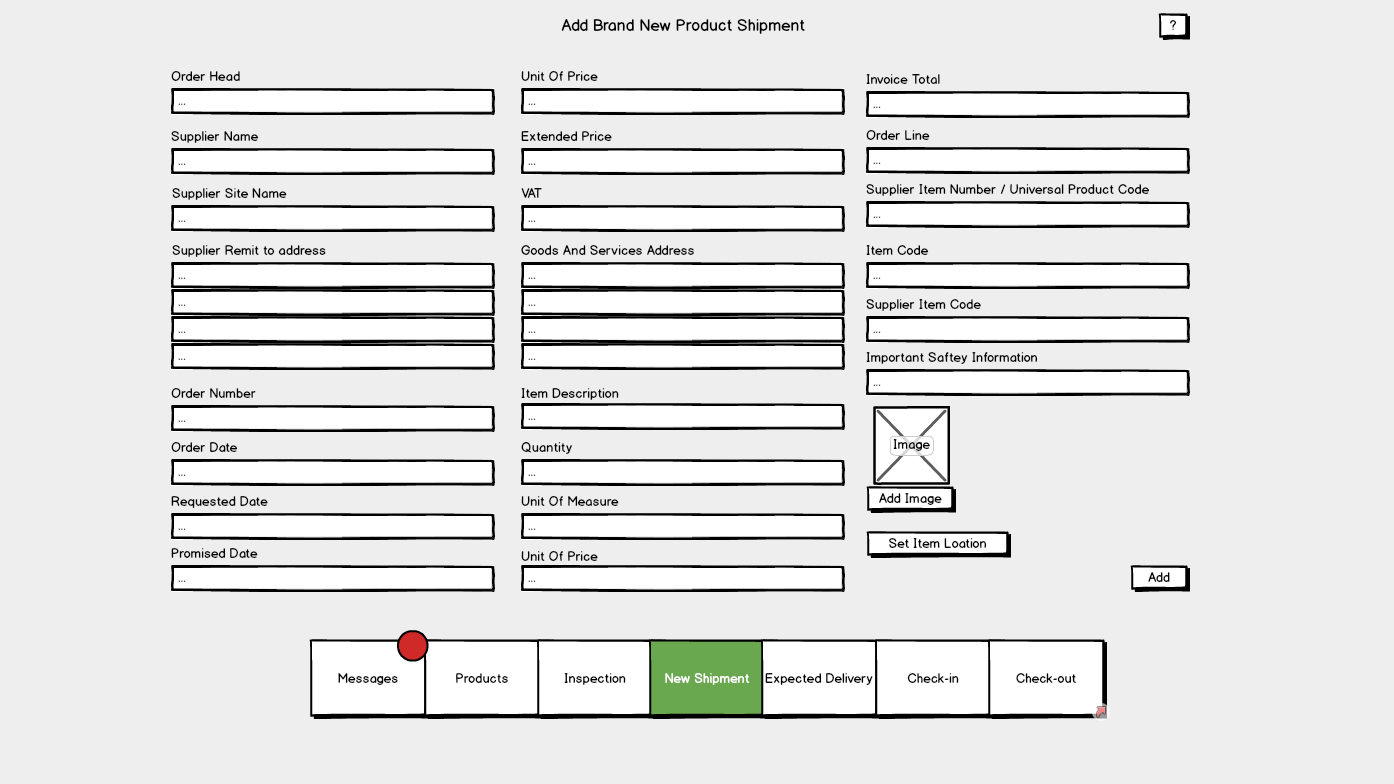 Add Brand New Product Shipment
?
Order Head
...
Supplier Name
...
Supplier Site Name
...
Supplier Remit to address
...
...
...
...
Order Number
...
Order Date
...
Requested Date
...
Promised Date
...
Unit Of Price
...
Extended Price
...
VAT
...
Goods And Services Address
...
...
...
...
Item Description
...
Quantity
...
Unit Of Measure
...
Unit Of Price
...
Invoice Total
...
Order Line
...
Supplier Item Number / Universal Product Code
...
Item Code
...
Supplier Item Code
...
Important Saftey Information
...
Image
Add Image
Set Item Loation
Add
Messages
Products
Inspection
New Shipment
Expected Delivery
Check-in
Check-out